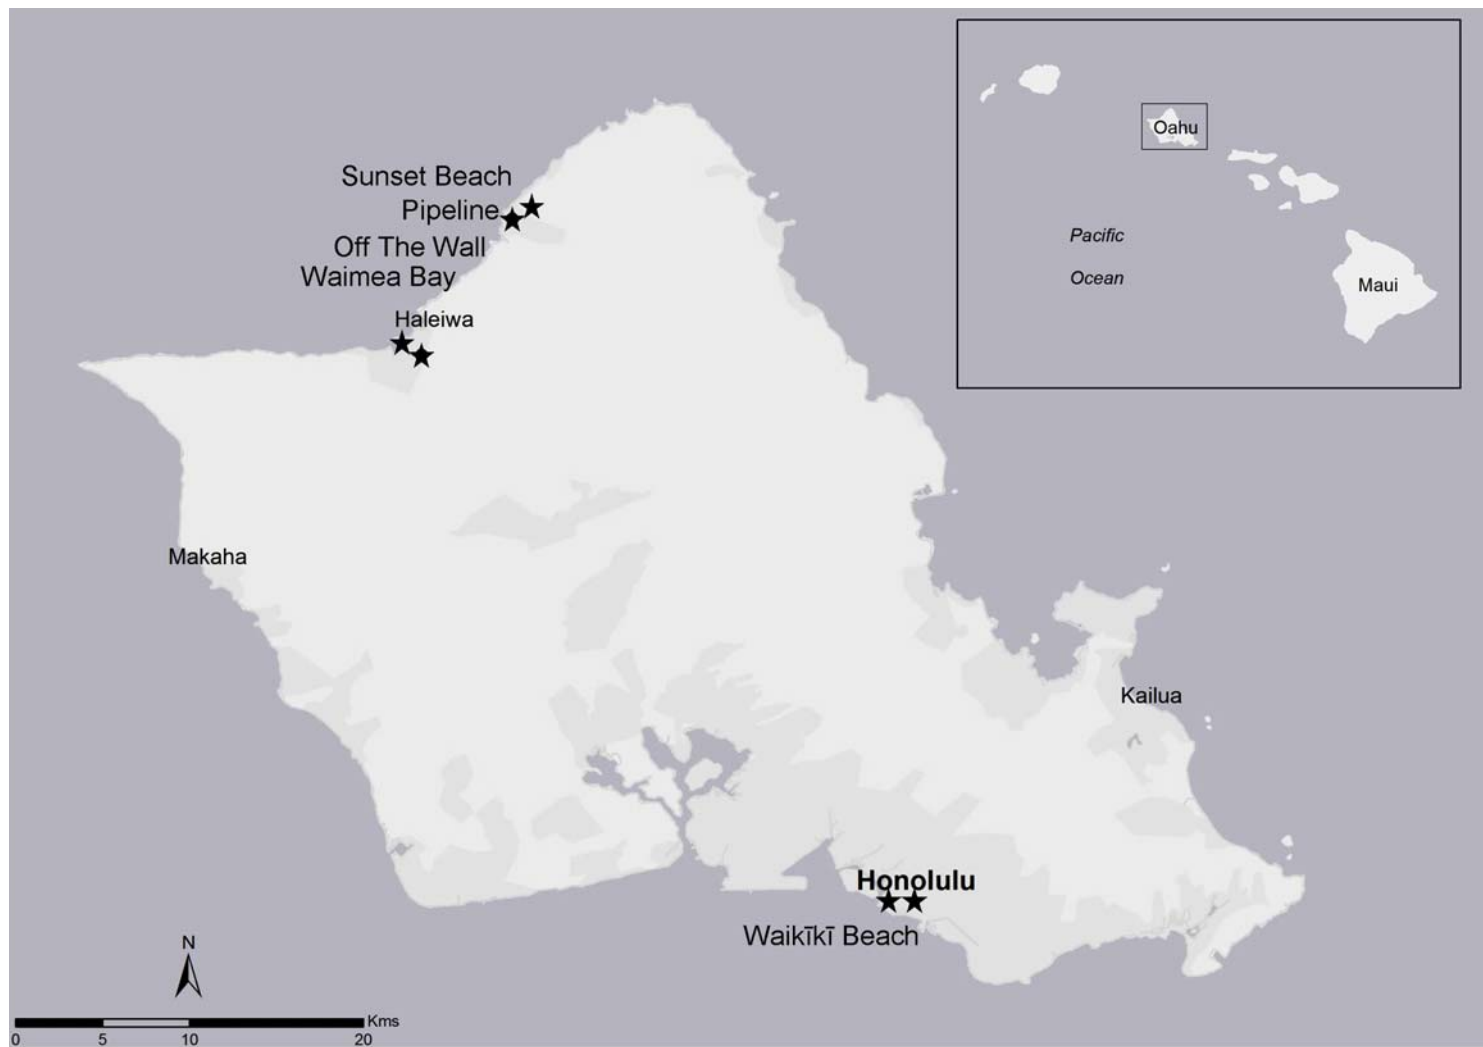 Sunset Beach
Pipeline
Off The Wall
Waimea Bay
Haleiwa
Makaha
Kailua
Honolulu
Waikīkī Beach
N
Kms
0 5 10 20
Oahu
Pacific
Ocean
Maui